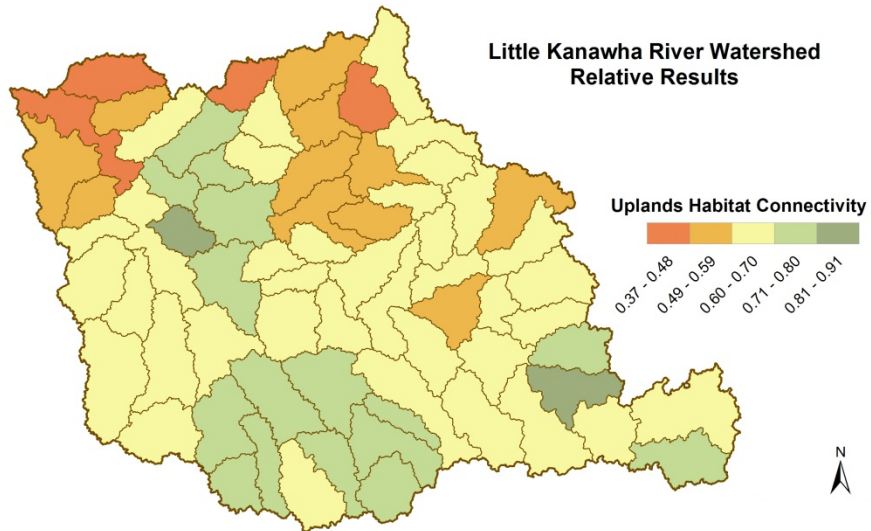 Little Kanawha River Watershed
Relative Results
Uplands Habitat Connectivity
0.37 - 0.48
0.49 - 0.59
0.60 - 0.70
0.71 - 0.80
0.81 - 0.91
N